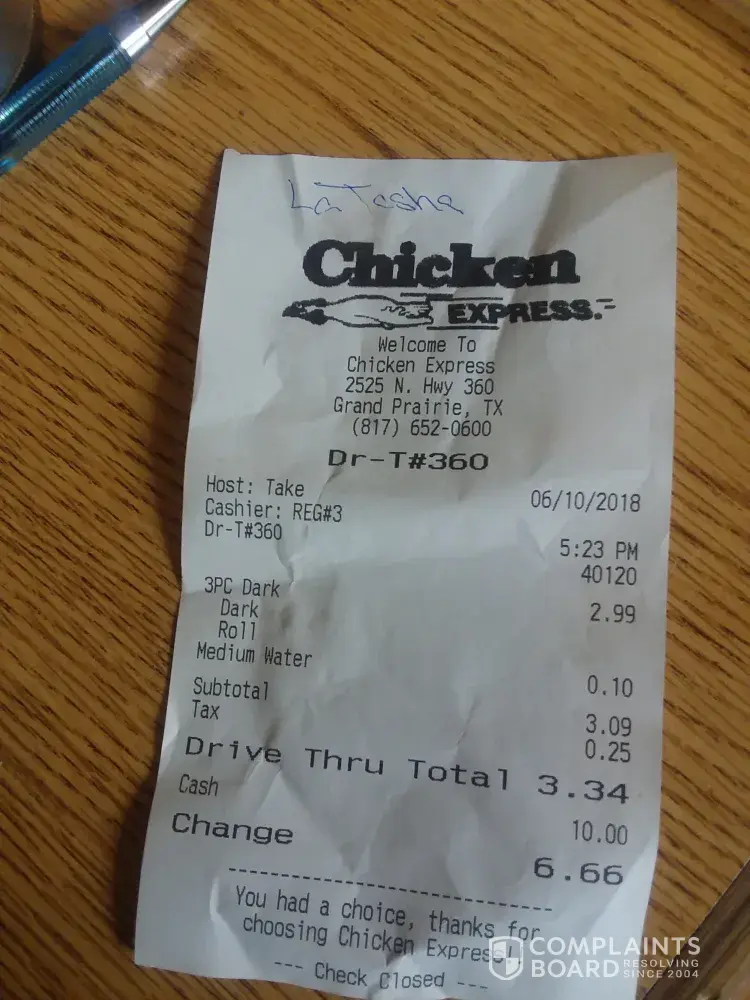 La Tasha
Chicken
EXPRESS.
Welcome To
Chicken Express
2525 N. Hwy 360
Grand Prairie, TX
(817) 652-0600
Dr-T#360
Host: Take 06/10/2018
Cashier: REG#3
Dr-T#360 5:23 PM
40120
3PC Dark 2.99
Dark
Roll
Medium Water 0.10
Subtotal 3.09
Tax 0.25
Drive Thru Total 3.34
Cash 10.00
Change 6.66
You had a choice, thanks for
choosing Chicken Express
--- Check Closed ---
COMPLAINTS
BOARD RESOLVING
SINCE 2004